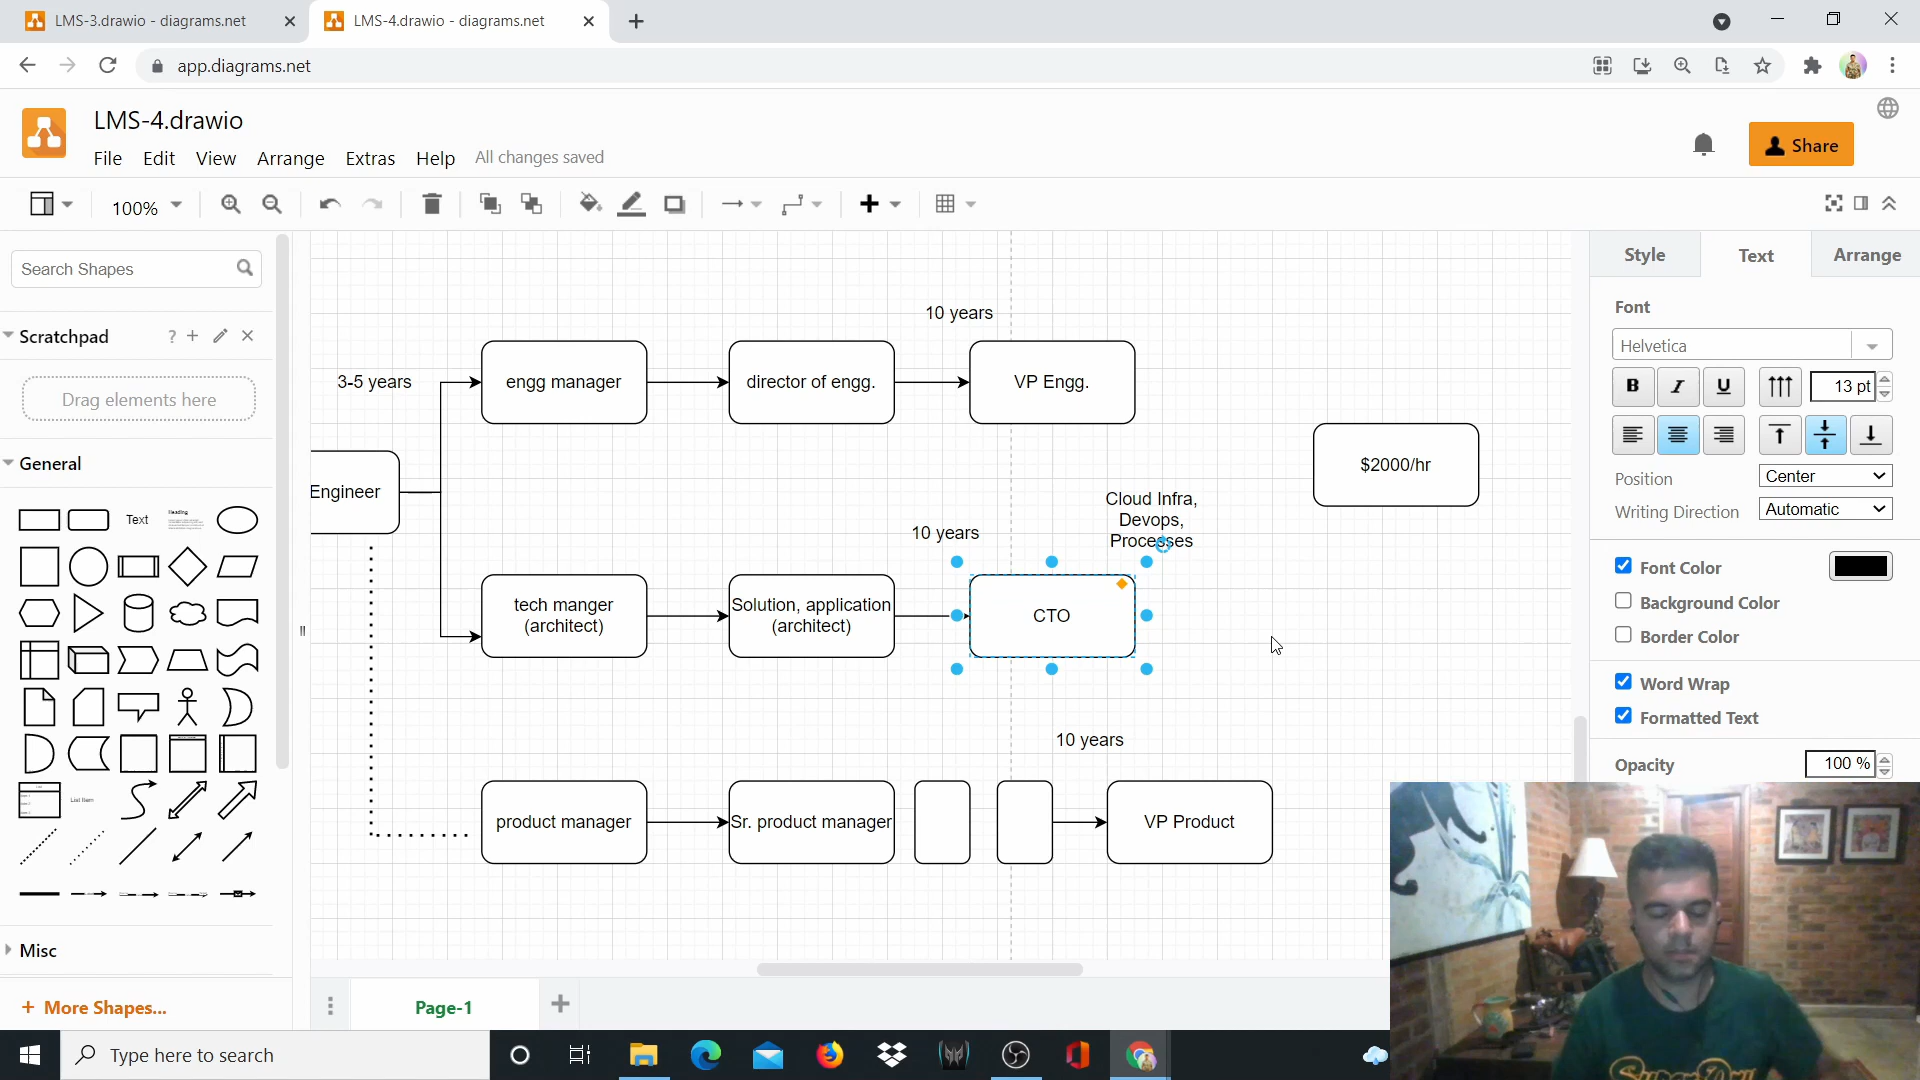 LMS-3.drawio - diagrams.net
LMS-4.drawio - diagrams.net
app.diagrams.net
LMS-4.drawio
File Edit View Arrange Extras Help All changes saved
Share
100%
Search Shapes
Scratchpad
?
Drag elements here
General
Text
Heading
List Item
Misc
+ More Shapes...
10 years
3-5 years
engg manager
director of engg.
VP Engg.
Engineer
$2000/hr
Cloud Infra,
Devops,
Processes
10 years
tech manger
(architect)
Solution, application
(architect)
CTO
10 years
product manager
Sr. product manager
VP Product
Page-1
Style Text Arrange
Font
Helvetica
B I U
13 pt
Position Center
Writing Direction Automatic
Font Color
Background Color
Border Color
Word Wrap
Formatted Text
Opacity 100 %
Type here to search